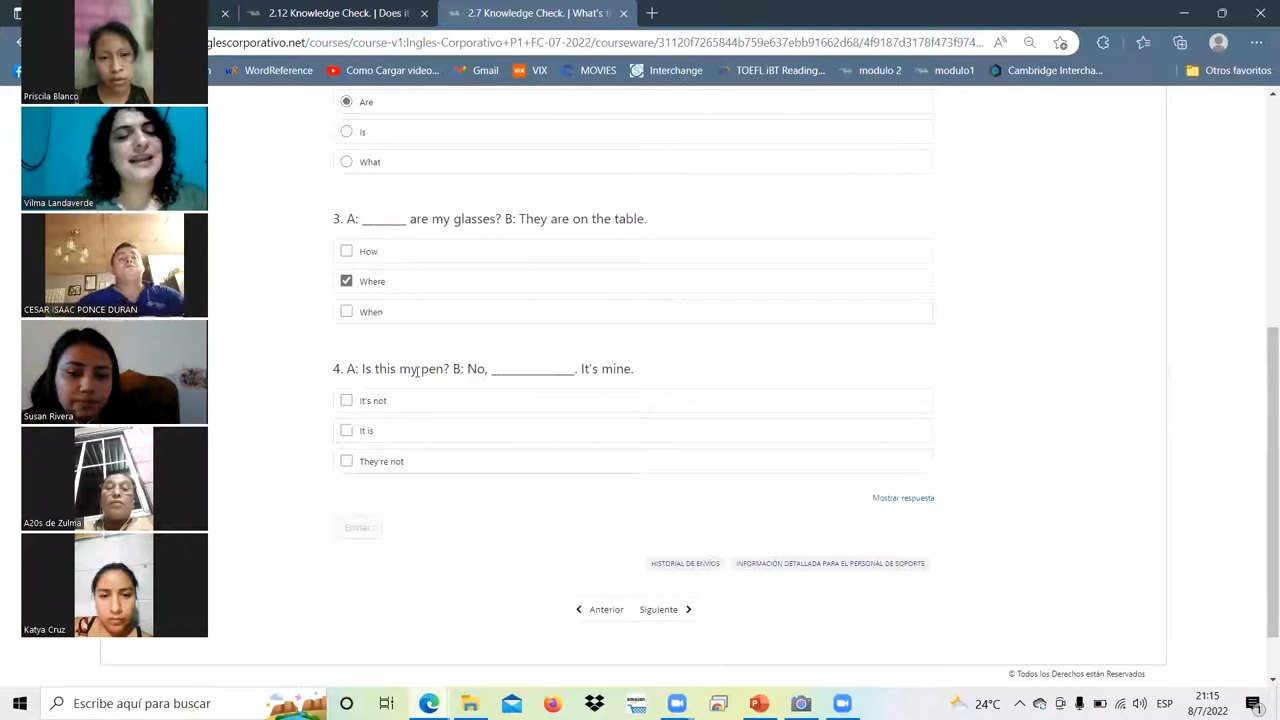 2.12 Knowledge Check. | Does it
2.7 Knowledge Check. | What's t
glescorporativo.net/courses/course-v1:Ingles-Corporativo+P1+FC-07-2022/courseware/31120f7265844b759e637ebb91662d68/4f9187d3178f473f974...
WordReference
Como Cargar video...
Gmail
VIX
MOVIES
Interchange
TOEFL iBT Rea
modulo 2
modulo1
Cambridge Intercha...
Otros favoritos
Priscila Blanco
Vilma Landaverde
CESAR ISAAC PONCE DURAN
Susan Rivera
A20s de Zulma
Katya Cruz
Are
Is
What
3. A: ________ are my glasses? B: They are on the table.
How
Where
When
4. A: Is this my pen? B: No, _______________. It's mine.
It's not
It is
They're not
Mostrar respuesta
Enviar
HISTORIAL DE ENVÍOS
INFORMACIÓN DETALLADA PARA EL PERSONAL DE SOPORTE
Anterior
Siguiente
© Todos los Derechos están Reservados
Escribe aquí para buscar
amazon
24°C
ESP
21:15
8/7/2022
1